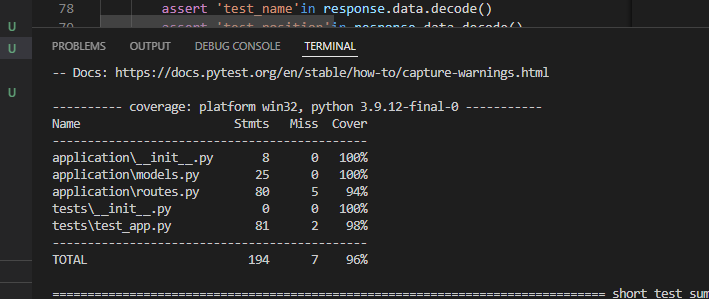 U
U
U
78 assert 'test_name'in response.data.decode()
79 assert 'test_position'in response.data.decode()
PROBLEMS OUTPUT DEBUG CONSOLE TERMINAL
-- Docs: https://docs.pytest.org/en/stable/how-to/capture-warnings.html
---------- coverage: platform win32, python 3.9.12-final-0 -----------
Name Stmts Miss Cover
-------------------------------------------
application\__init__.py 8 0 100%
application\models.py 25 0 100%
application\routes.py 80 5 94%
tests\__init__.py 0 0 100%
tests\test_app.py 81 2 98%
-------------------------------------------
TOTAL 194 7 96%
=========================================================================== short test sum